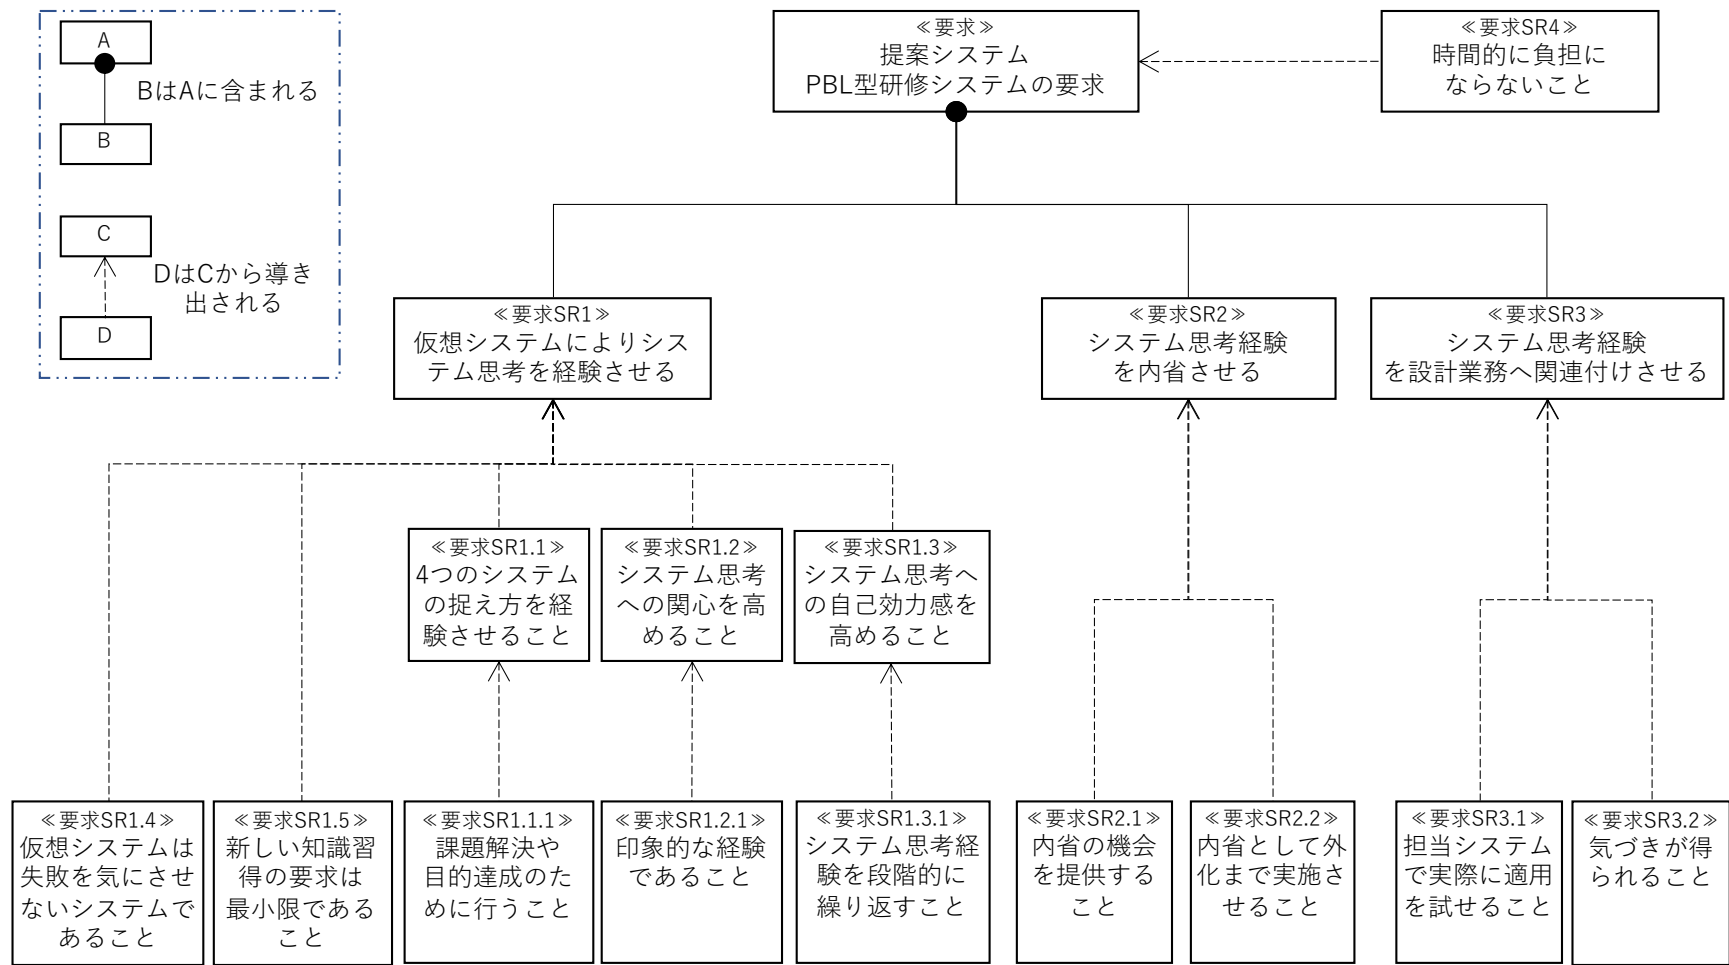 A
BはAに含まれる
B
C
DはCから導き
出される
D
≪要求≫
提案システム
PBL型研修システムの要求
≪要求SR4≫
時間的に負担に
ならないこと
≪要求SR1≫
仮想システムによりシス
テム思考を経験させる
≪要求SR2≫
システム思考経験
を内省させる
≪要求SR3≫
システム思考経験
を設計業務へ関連付けさせる
≪要求SR1.1≫
4つのシステム
の捉え方を経
験させること
≪要求SR1.2≫
システム思考
への関心を高
めること
≪要求SR1.3≫
システム思考へ
の自己効力感を
高めること
≪要求SR1.4≫
仮想システムは
失敗を気にさせ
ないシステムで
あること
≪要求SR1.5≫
新しい知識習
得の要求は
最小限である
こと
≪要求SR1.1.1≫
課題解決や
目的達成のた
めに行うこと
≪要求SR1.2.1≫
印象的な経験
であること
≪要求SR1.3.1≫
システム思考経
験を段階的に
繰り返すこと
≪要求SR2.1≫
内省の機会
を提供する
こと
≪要求SR2.2≫
内省として外
化まで実施さ
せること
≪要求SR3.1≫
担当システム
で実際に適用
を試せること
≪要求SR3.2≫
気づきが得
られること